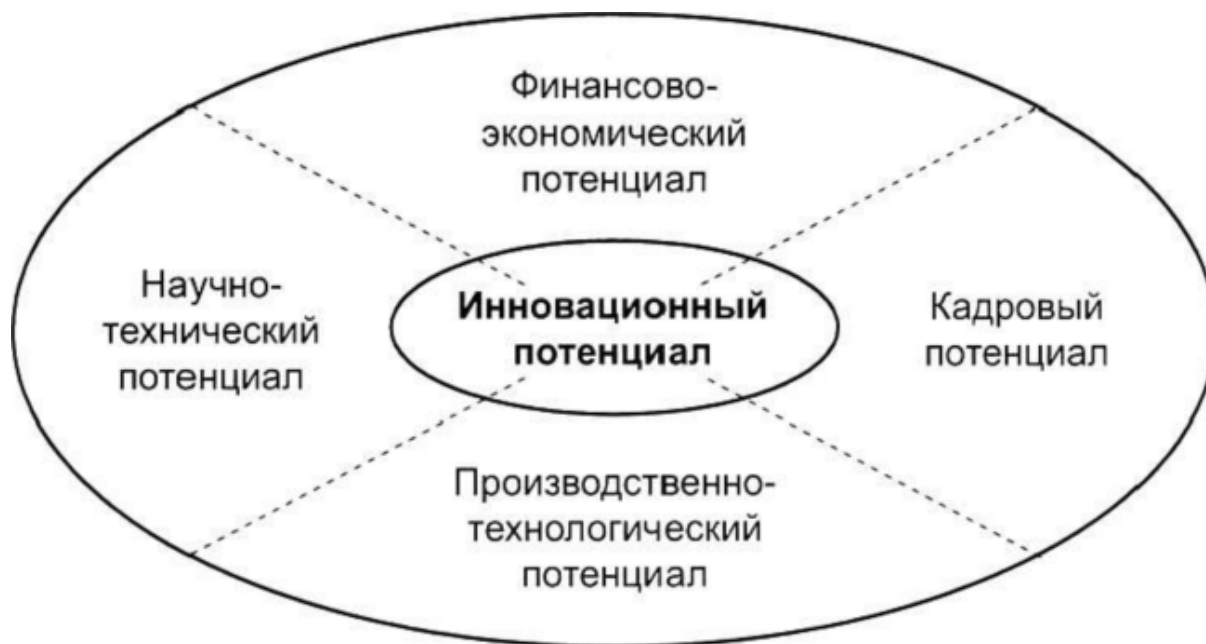 Финансово-
экономический
потенциал
Научно-
технический
потенциал
Инновационный
потенциал
Кадровый
потенциал
Производственно-
технологический
потенциал